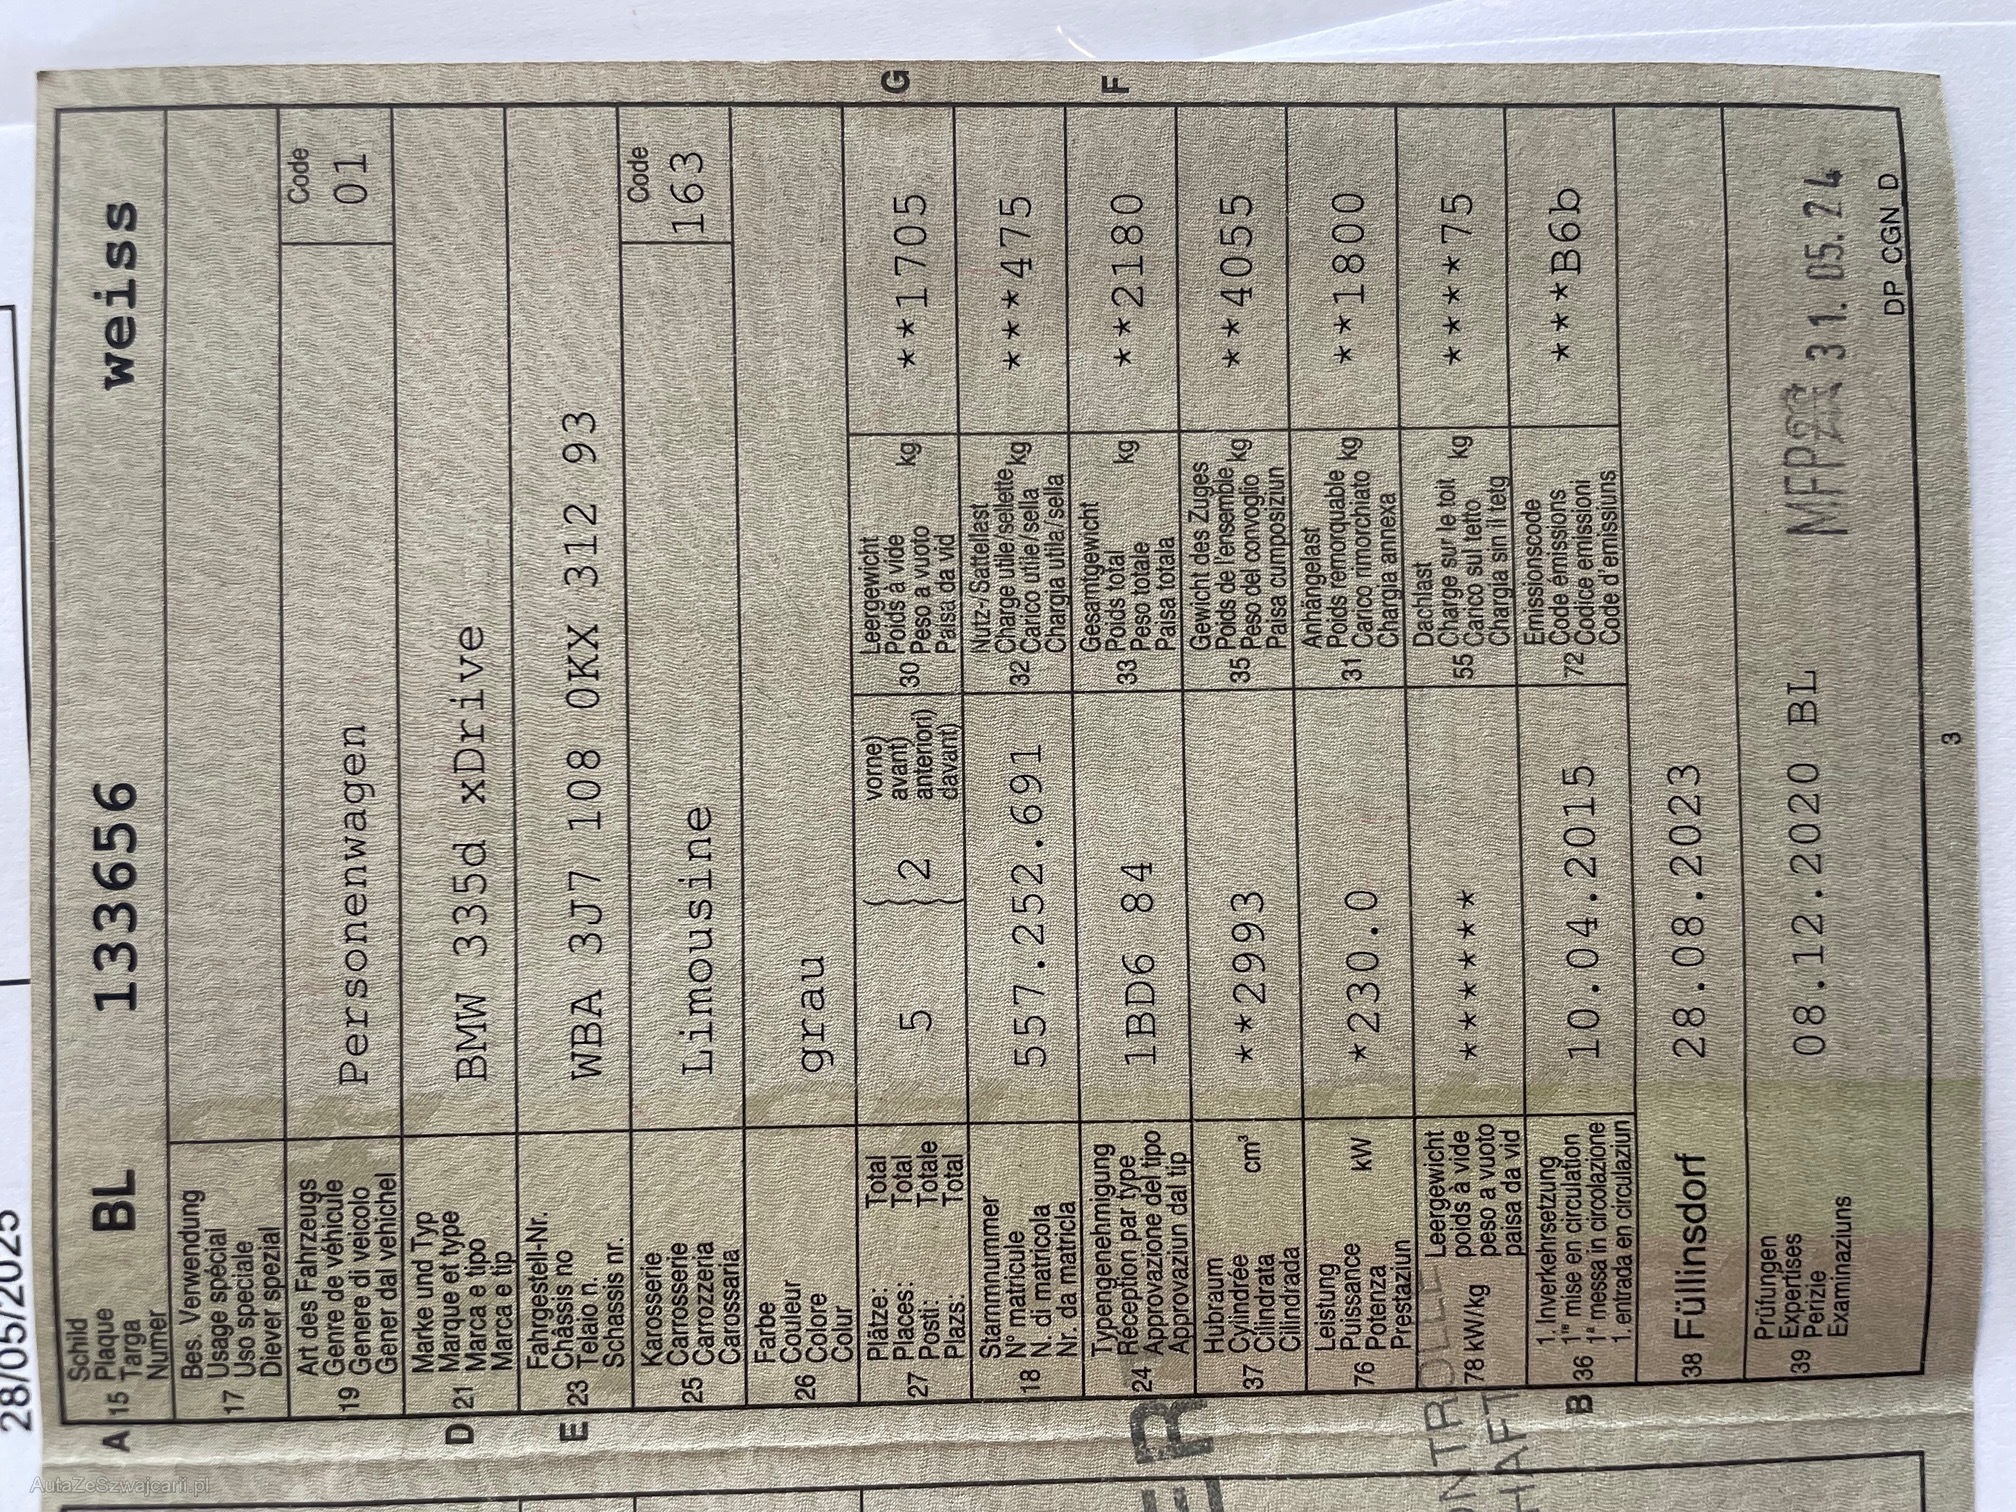 28/05/2025
A 15 Schild
Plaque
Targa
Numer
BL 133656 weiss
17 Bes. Verwendung
Usage spécial
Uso speciale
Diever spezial
19 Art des Fahrzeugs
Genre de véhicule
Genere di veicolo
Gener dal vehichel
Personenwagen
Code
01
D 21 Marke und Typ
Marque et type
Marca e tipo
Marca e tip
BMW 335d xDrive
E 23 Fahrgestell-Nr.
Châssis no
Telaio n.
Schassis nr.
WBA 3J7 108 0KX 312 93
25 Karosserie
Carrosserie
Carrozzeria
Carossaria
Limousine
Code
163
26 Farbe
Couleur
Colore
Colur
grau
27 Plätze: Total
Places: Total
Posti: Totale
Plazs: Total
5
2
vorne)
avant)
anteriori)
davant)
30 Leergewicht
Poids à vide
Peso a vuoto kg
Paisa da vid
**1705
G
18 Stammnummer
N° matricule
N. di matricola
Nr. da matricla
557.252.691
32 Nutz-/Sattellast
Charge utile/sellette
Carico utile/sella kg
Chargia utila/sella
***475
24 Typengenehmigung
Réception par type
Approvazione del tipo
Approvaziun dal tip
1BD6 84
33 Gesamtgewicht
Poids total
Peso totale kg
Paisa totala
**2180
F
37 Hubraum
Cylindrée cm³
Cilindrata
Cilindrada
**2993
35 Gewicht des Zuges
Poids de l'ensemble
Peso del convoglio kg
Paisa cumposiziun
**4055
76 Leistung
Puissance kW
Potenza
Prestaziun
*230.0
31 Anhängelast
Poids remorquable
Carico rimorchiato kg
Chargia annexa
**1800
78 kW/kg Leergewicht
poids à vide
peso a vuoto
paisa da vid
******
55 Dachlast
Charge sur le toit
Carico sul tetto kg
Chargia sin il tetg
****75
B 36 1. Inverkehrsetzung
1re mise en circulation
1a messa in circolazione
1. entrada en circulaziun
10.04.2015
72 Emissionscode
Code émissions
Codice emissioni
Code d'emissiuns
***B6b
38 Füllinsdorf
28.08.2023
39 Prüfungen
Expertises
Perizie
Examinaziuns
08.12.2020 BL
MFP 31.05.24
DP_CGN_D
3
AutaZeSzwajcarii.pl